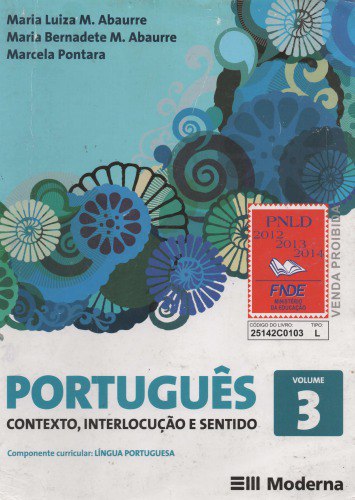 Maria Luiza M. Abaurre
Maria Bernadete M. Abaurre
Marcela Pontara
PNLD
2012
2013
2014
FNDE
MINISTÉRIO
DA EDUCAÇÃO
VENDA PROIBIDA
CÓDIGO DO LIVRO:
TIPO:
25142C0103
L
PORTUGUÊS
CONTEXTO, INTERLOCUÇÃO E SENTIDO
VOLUME
3
Componente curricular: LÍNGUA PORTUGUESA
Moderna